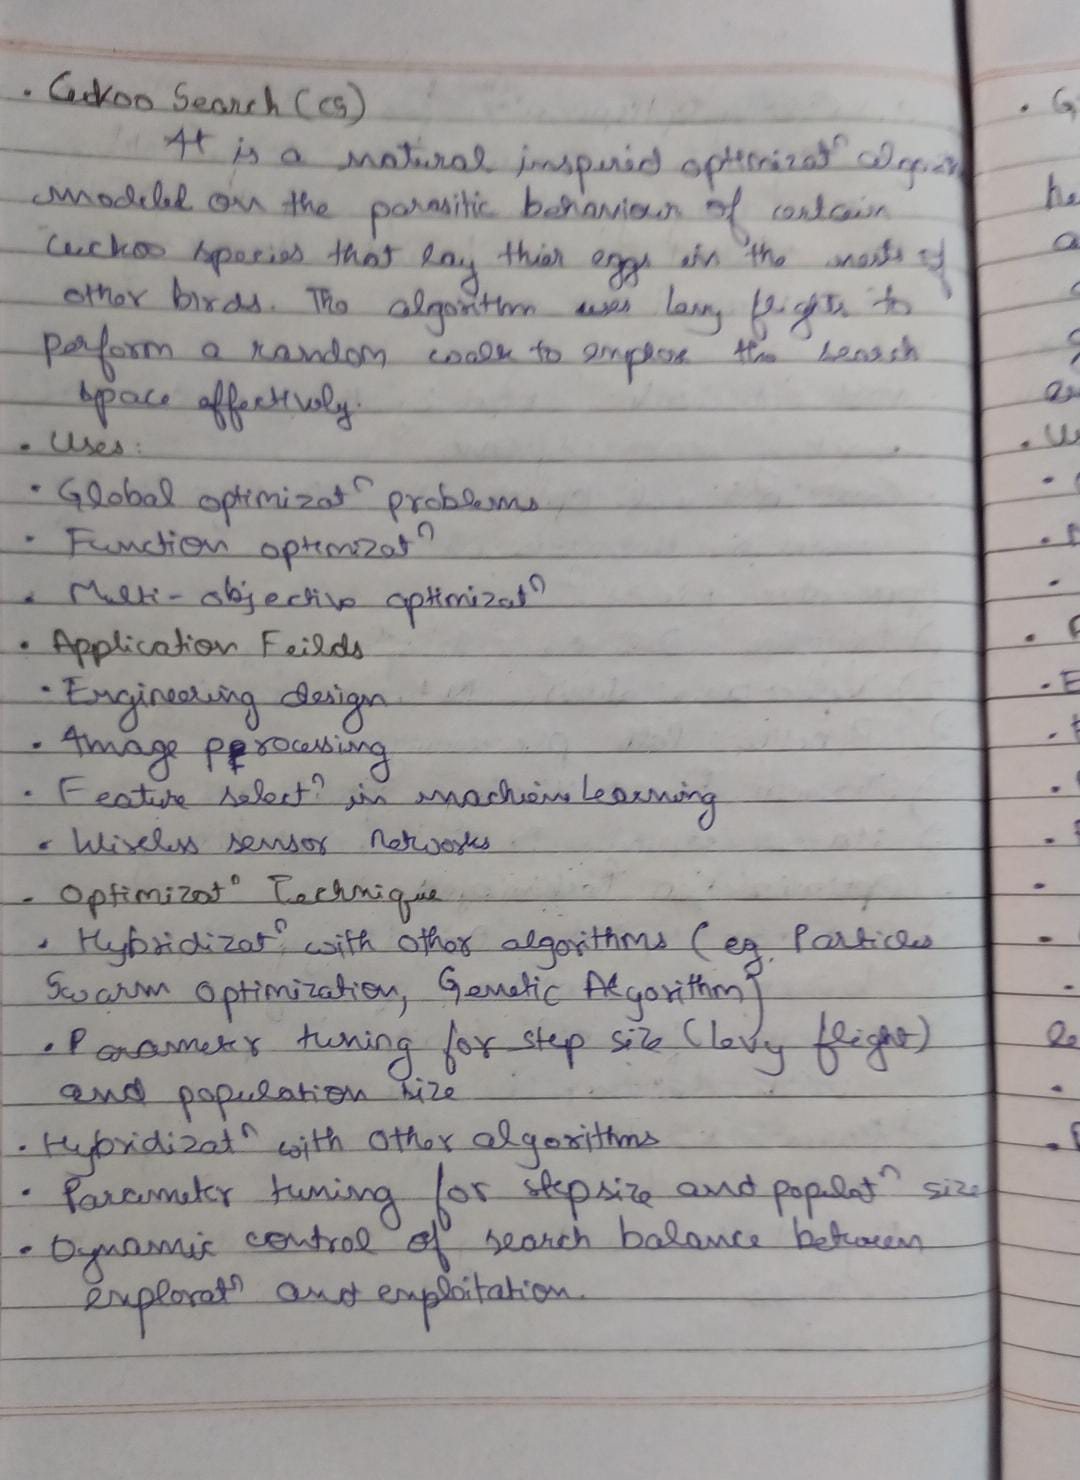 • Cuckoo Search (CS)
It is a natural inspired optimizatⁿ
modeled on the parasitic behaviour of certain
cuckoo species that lay thier eggs in the nests of
other birds. The algorithm uses levy flights to
perform a random walk to explore the search
space effectively.
• Uses:
• Global optimizatⁿ problems
• Function optimizatⁿ
• Multi-objective optimizatⁿ
• Application Feilds
• Engineering design
• Image processing
• Feature selectⁿ in machine Learning
• Wireless sensor Networks
- Optimizatⁿ Technique
• Hybridizatⁿ with other algorithms (eg. Particles
Swarm Optimization, Genetic Algorithm)
• Parameter tuning for step size (levy flight)
and population size
• Hybridizatⁿ with Other algorithms
• Parameter tuning for step size and populatⁿ size
• Dynamic control of search balance between
exploratⁿ and exploitation.